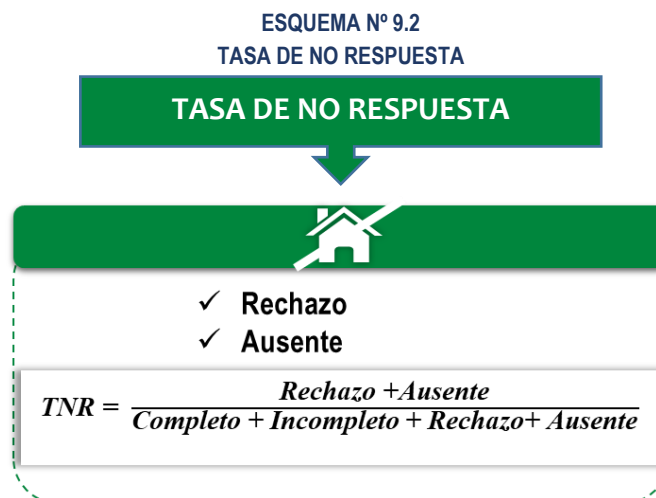 ESQUEMA Nº 9.2
TASA DE NO RESPUESTA
TASA DE NO RESPUESTA
✓ Rechazo
✓ Ausente
TNR = Rechazo +Ausente
Completo + Incompleto + Rechazo+ Ausente